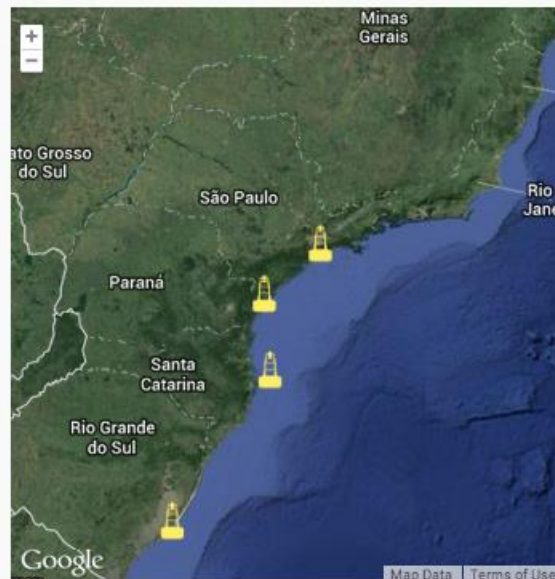 Minas
Gerais
+
−
ato Grosso
do Sul
São Paulo
Rio
Jane
Paraná
Santa
Catarina
Rio Grande
do Sul
Google
Map Data
Terms of Use